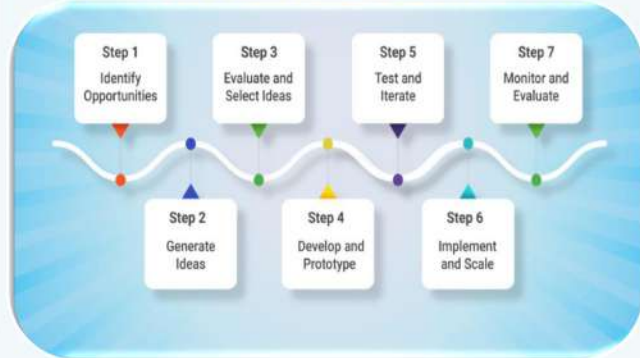 Step 1
Identify
Opportunities
Step 2
Generate
Ideas
Step 3
Evaluate and
Select Ideas
Step 4
Develop and
Prototype
Step 5
Test and
Iterate
Step 6
Implement
and Scale
Step 7
Monitor and
Evaluate